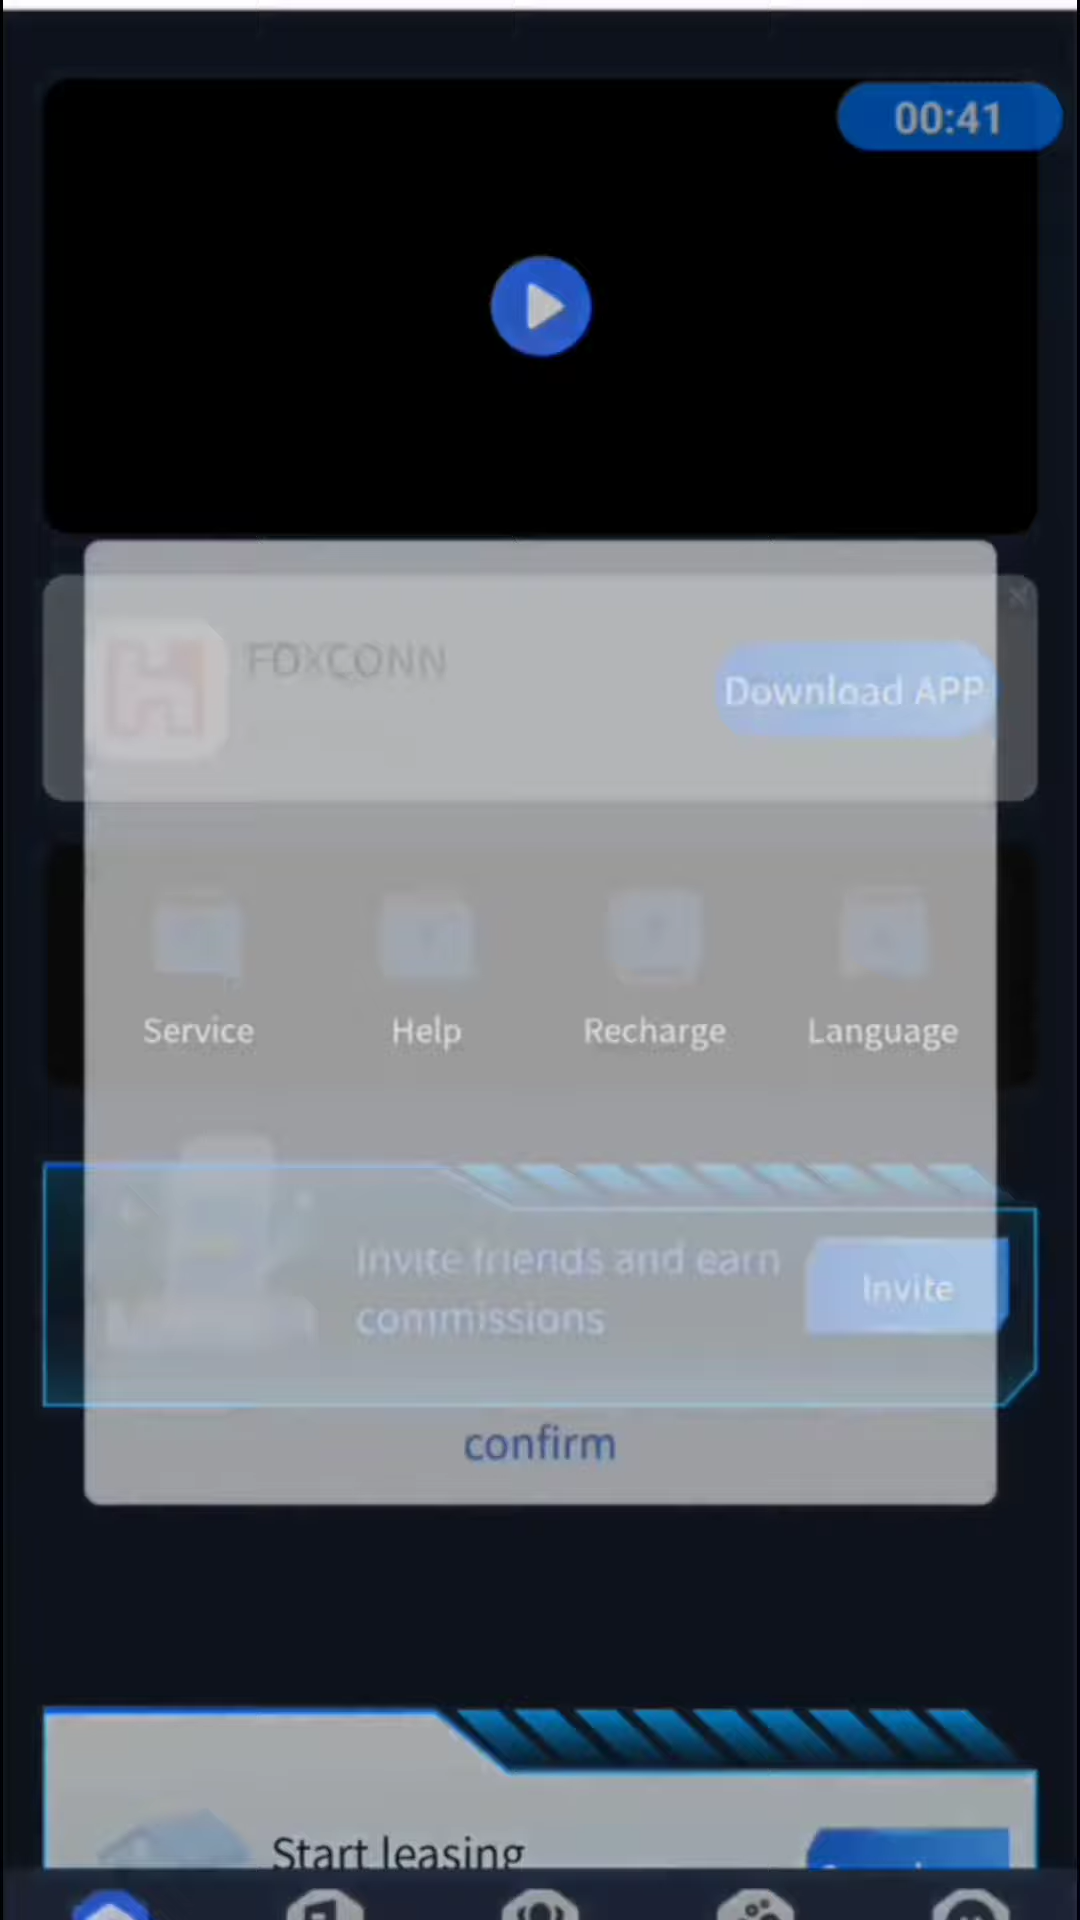 00:41
FOXCONN
Download APP
Service
Help
Recharge
Language
Invite friends and earn
commissions
Invite
confirm
Start leasing